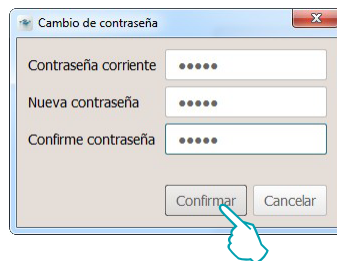 Cambio de contraseña
Contraseña corriente •••••
Nueva contraseña •••••
Confirme contraseña •••••
Confirmar Cancelar